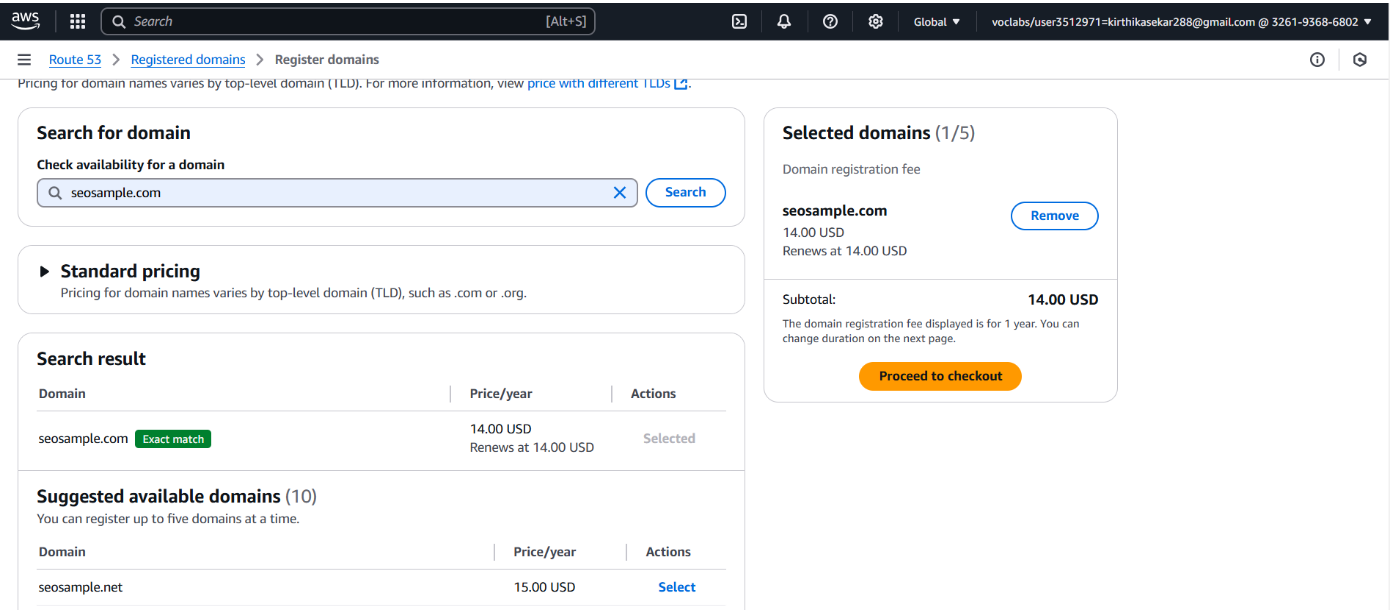 aws
Search [Alt+S]
Global ▼
voclabs/user3512971=kirthikasekar288@gmail.com @ 3261-9368-6802 ▼
Route 53 > Registered domains > Register domains
Pricing for domain names varies by top-level domain (TLD). For more information, view price with different TLDs.
Search for domain
Check availability for a domain
seosample.com
Search
Standard pricing
Pricing for domain names varies by top-level domain (TLD), such as .com or .org.
Search result
Domain Price/year Actions
seosample.com Exact match 14.00 USD Selected
Renews at 14.00 USD
Suggested available domains (10)
You can register up to five domains at a time.
Domain Price/year Actions
seosample.net 15.00 USD Select
Selected domains (1/5)
Domain registration fee
seosample.com Remove
14.00 USD
Renews at 14.00 USD
Subtotal: 14.00 USD
The domain registration fee displayed is for 1 year. You can
change duration on the next page.
Proceed to checkout